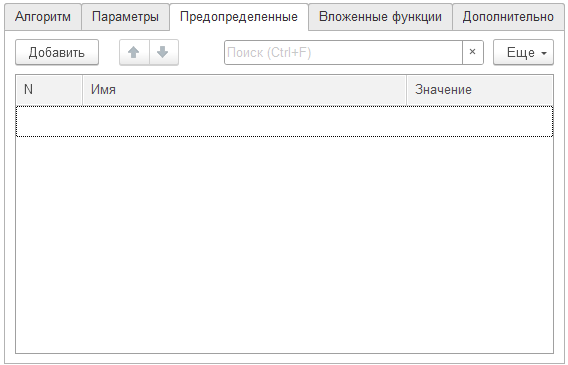 Алгоритм Параметры Предопределенные Вложенные функции Дополнительно
Добавить Поиск (Ctrl+F) × Еще
N Имя Значение